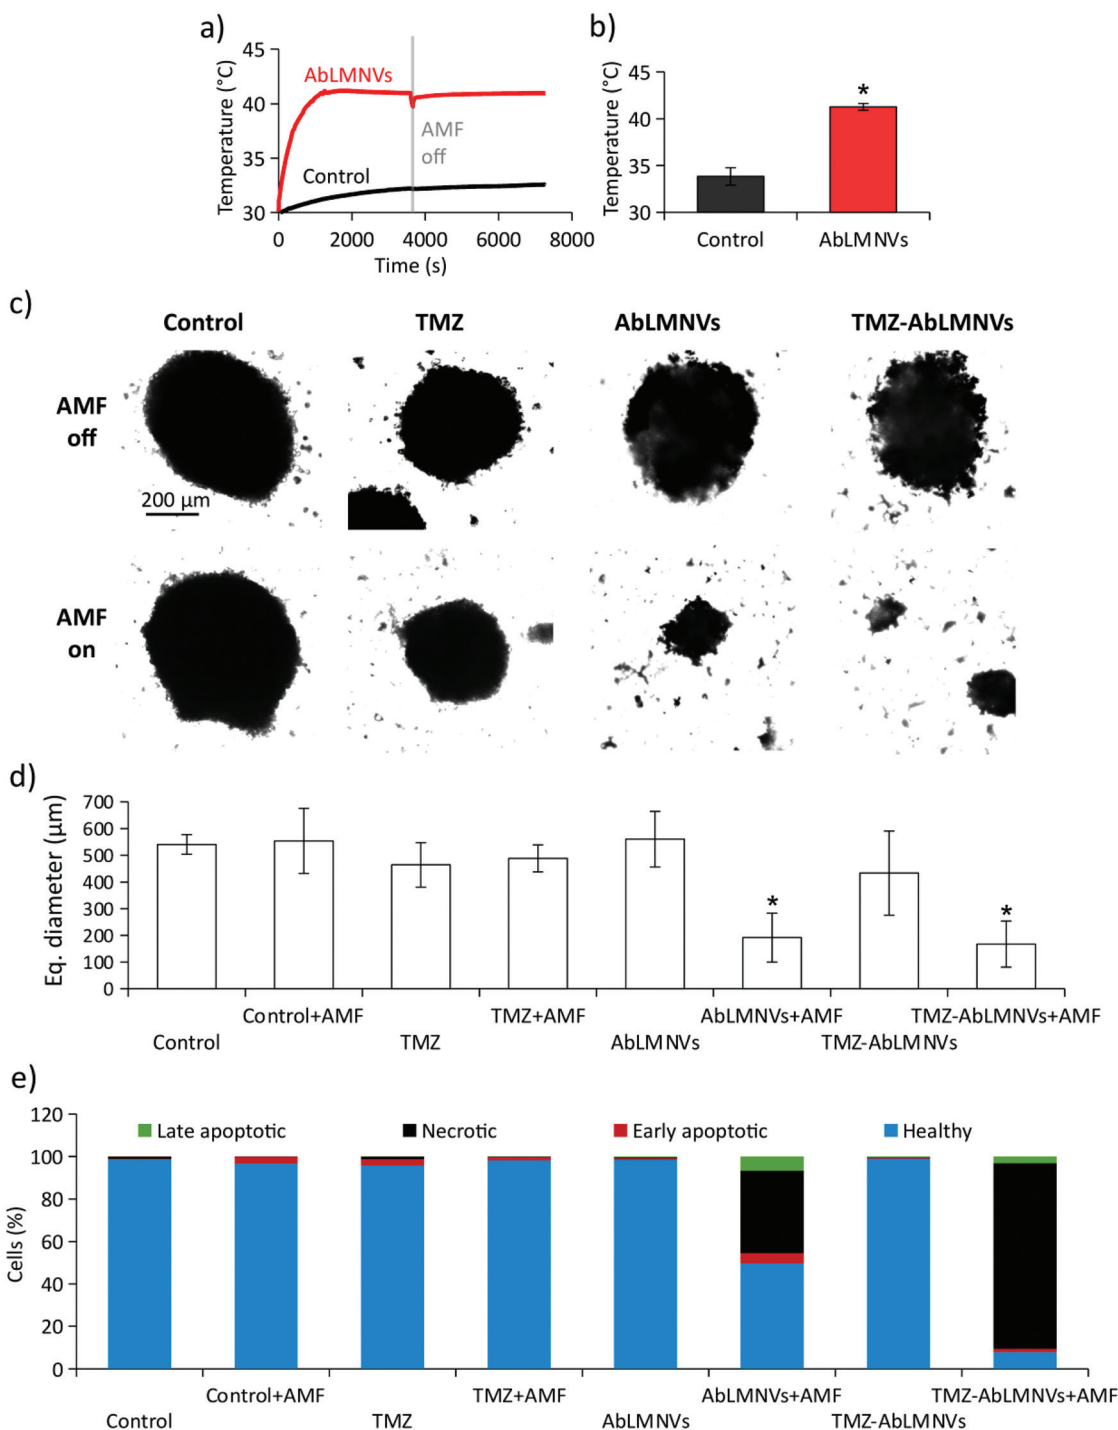 a)
Temperature (°C)
45
40
35
30
AbLMNVs
AMF
off
Control
0 2000 4000 6000 8000
Time (s)
b)
Temperature (°C)
45
40
35
30
*
Control AbLMNVs
c)
Control TMZ AbLMNVs TMZ-AbLMNVs
AMF
off
200 µm
AMF
on
d)
Eq. diameter (µm)
700
600
500
400
300
200
100
0
* *
Control+AMF TMZ+AMF AbLMNVs+AMF TMZ-AbLMNVs+AMF
Control TMZ AbLMNVs TMZ-AbLMNVs
e)
Cells (%)
120
100
80
60
40
20
0
Late apoptotic Necrotic Early apoptotic Healthy
Control+AMF TMZ+AMF AbLMNVs+AMF TMZ-AbLMNVs+AMF
Control TMZ AbLMNVs TMZ-AbLMNVs